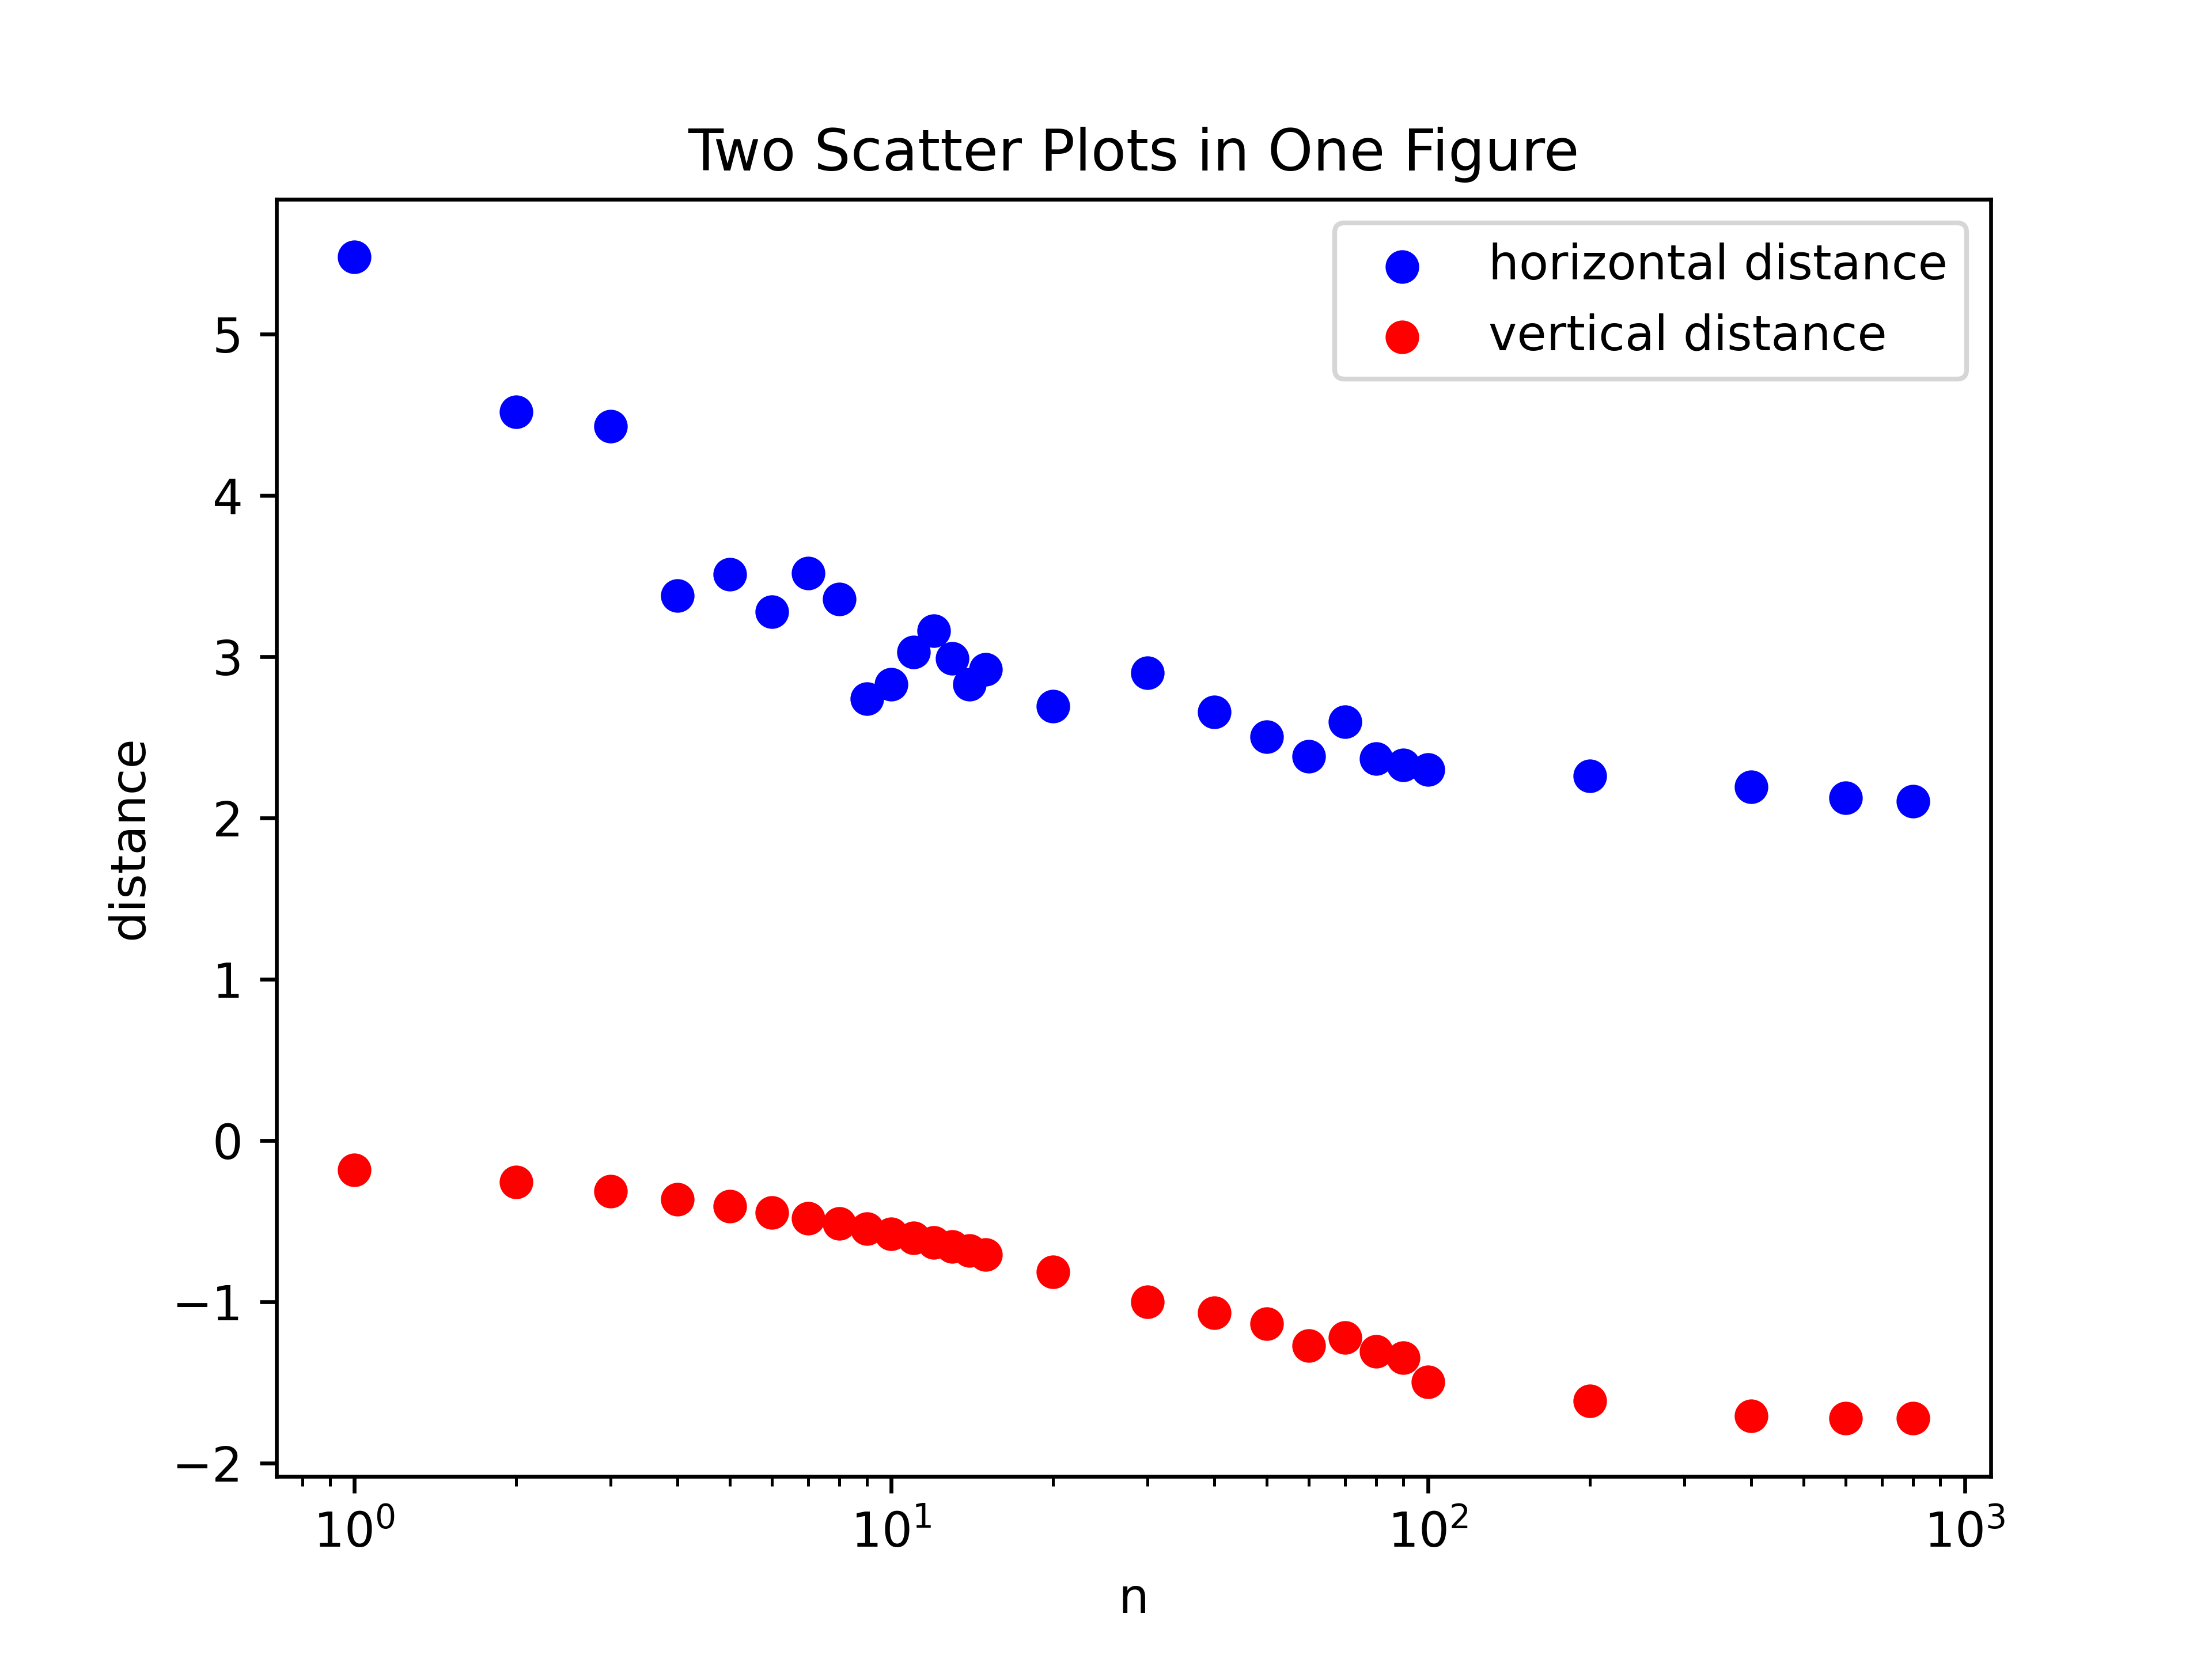 Two Scatter Plots in One Figure
horizontal distance
vertical distance
distance
5
4
3
2
1
0
−1
−2
10⁰ 10¹ 10² 10³
n